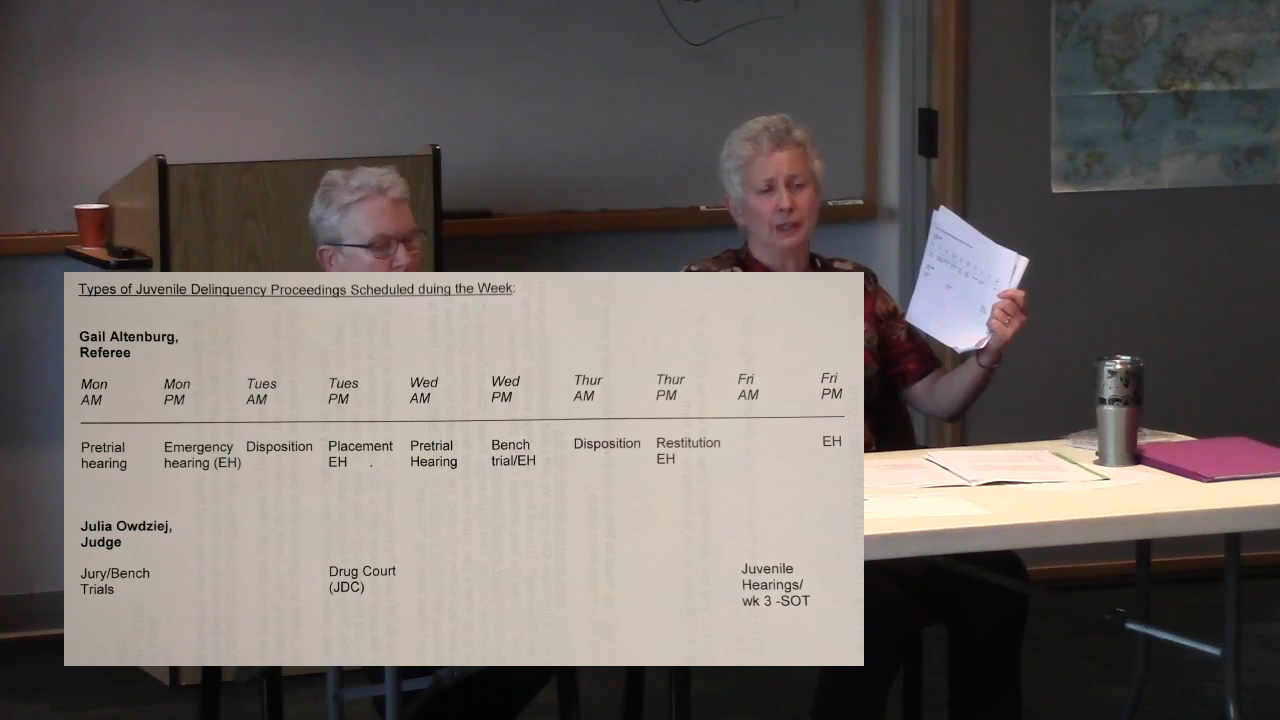 Types of Juvenile Delinquency Proceedings Scheduled duing the Week:
Gail Altenburg,
Referee
Mon AM Mon PM Tues AM Tues PM Wed AM Wed PM Thur AM Thur PM Fri AM Fri PM
Pretrial hearing Emergency hearing (EH) Disposition Placement EH . Pretrial Hearing Bench trial/EH Disposition Restitution EH EH
Julia Owdziej,
Judge
Jury/Bench Trials Drug Court (JDC) Juvenile Hearings/ wk 3 -SOT